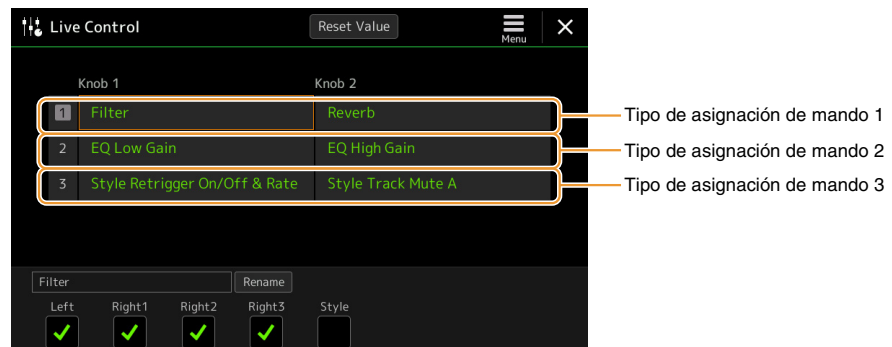 Live Control
Reset Value
Menu
Knob 1 Knob 2
1 Filter Reverb Tipo de asignación de mando 1
2 EQ Low Gain EQ High Gain Tipo de asignación de mando 2
3 Style Retrigger On/Off & Rate Style Track Mute A Tipo de asignación de mando 3
Filter Rename
Left Right1 Right2 Right3 Style